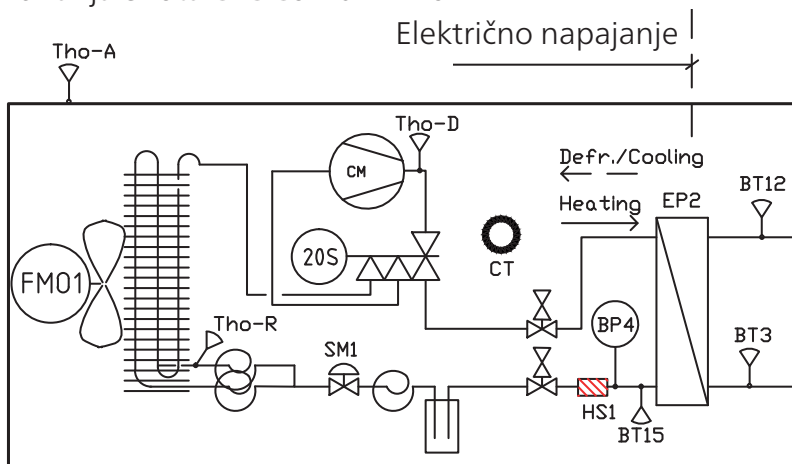 Električno napajanje
Tho-A
Tho-D
CM
Defr./Cooling
BT12
Heating
EP2
20S
CT
FM01
Tho-R
BP4
SM1
BT3
HS1
BT15